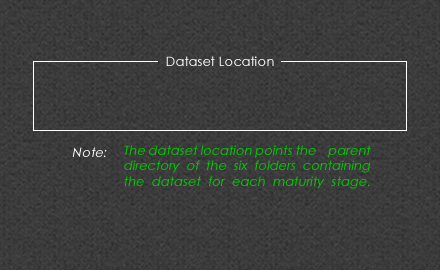 Dataset Location
Note: The dataset location points the parent
directory of the six folders containing
the dataset for each maturity stage.